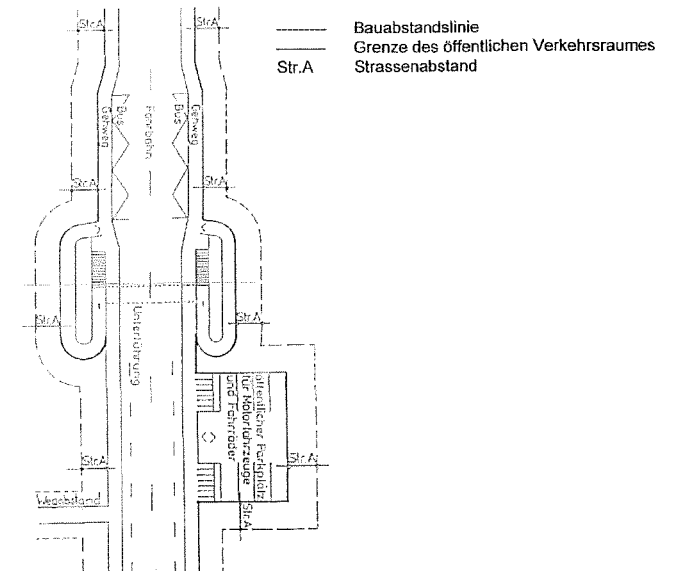 Bauabstandslinie
Grenze des öffentlichen Verkehrsraumes
Str.A Strassenabstand
Str.A
Str.A
Gehweg
Bus
Fahrbahn
Bus
Gehweg
Str.A
Str.A
Str.A
Str.A
Unterführung
öffentlicher Parkplatz
für Motorfahrzeuge
und Fahrräder
Str.A
Str.A
Wegabstand
Str.A